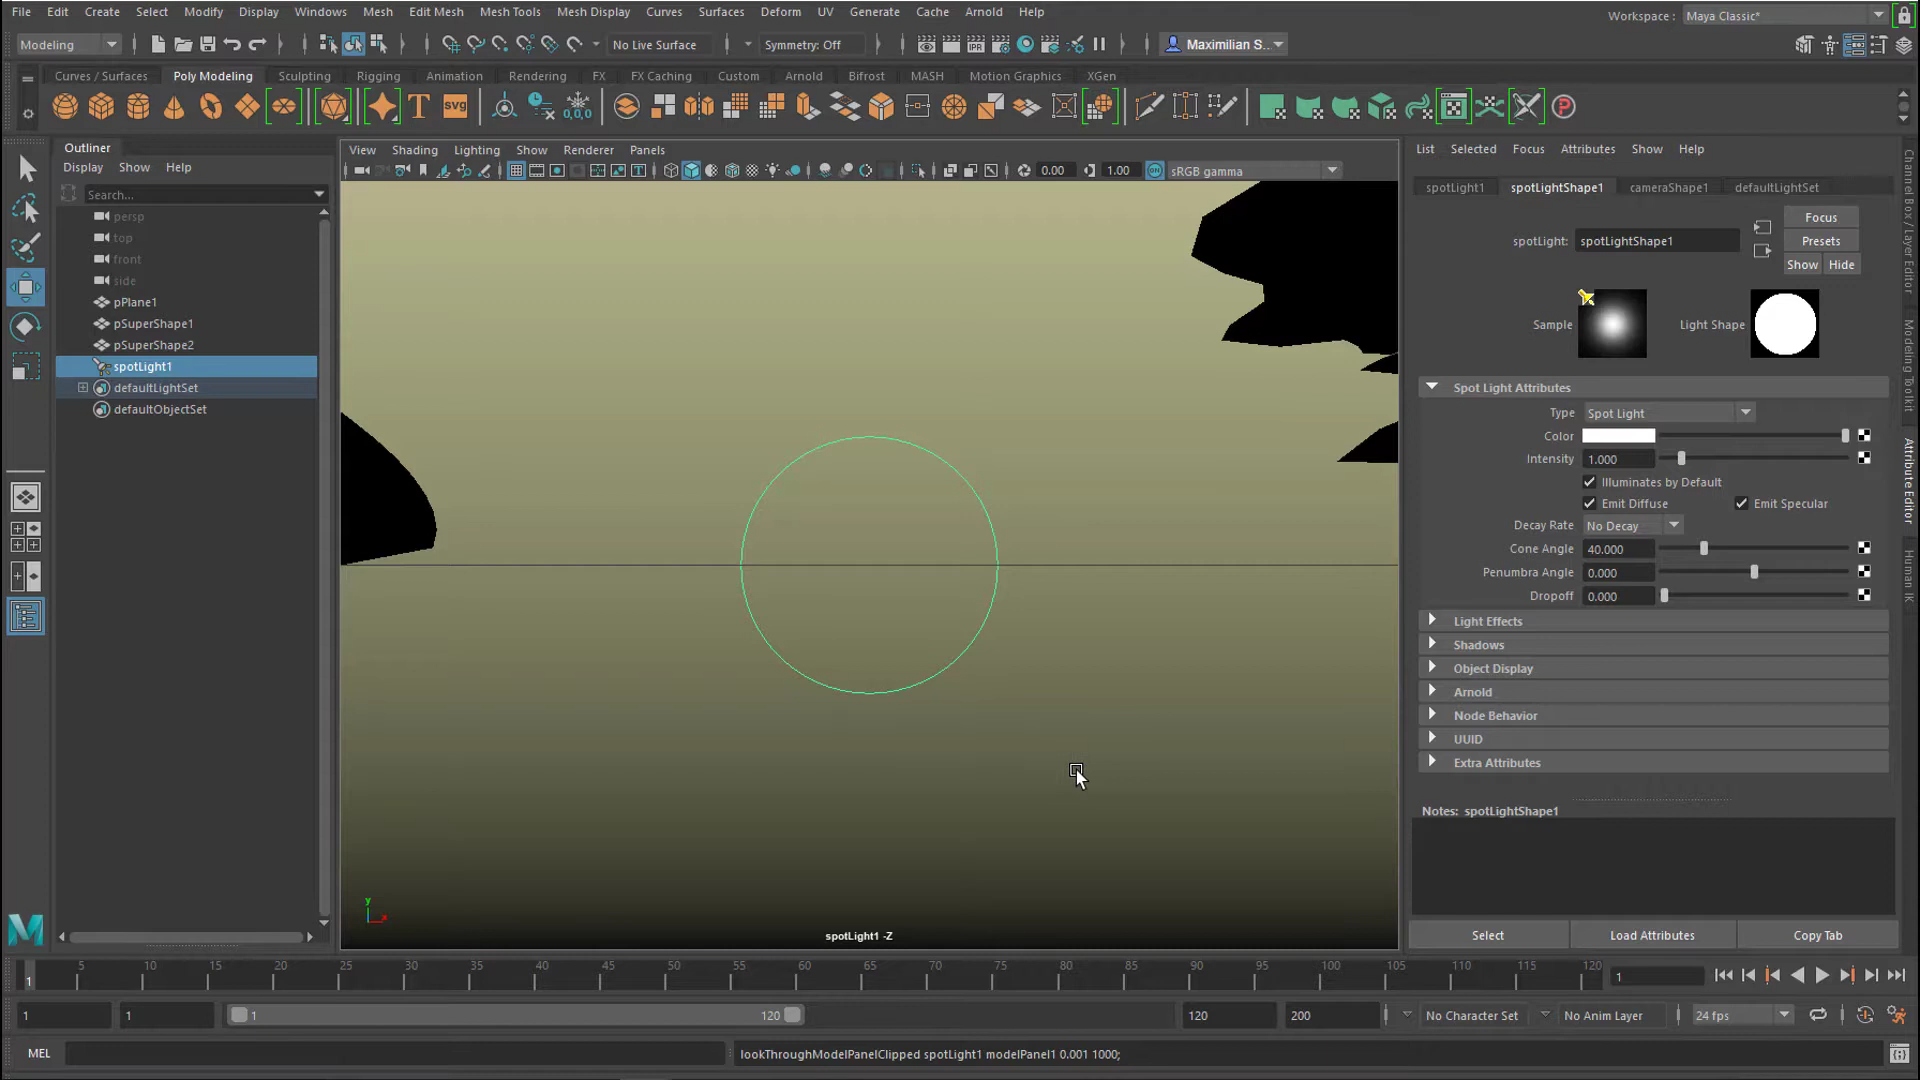 File Edit Create Select Modify Display Windows Mesh Edit Mesh Mesh Tools Mesh Display Curves Surfaces Deform UV Generate Cache Arnold Help
Workspace : Maya Classic*
Modeling No Live Surface Symmetry: Off Maximilian S...
Curves / Surfaces Poly Modeling Sculpting Rigging Animation Rendering FX FX Caching Custom Arnold Bifrost MASH Motion Graphics XGen
T svg 0,0,0 P
Outliner
Display Show Help
Search...
persp
top
front
side
pPlane1
pSuperShape1
pSuperShape2
spotLight1
defaultLightSet
defaultObjectSet
View Shading Lighting Show Renderer Panels
0.00 1.00 sRGB gamma
y
x
spotLight1 -Z
List Selected Focus Attributes Show Help
spotLight1 spotLightShape1 cameraShape1 defaultLightSet
Focus
spotLight: spotLightShape1 Presets
Show Hide
Sample Light Shape
Spot Light Attributes
Type Spot Light
Color
Intensity 1.000
Illuminates by Default
Emit Diffuse Emit Specular
Decay Rate No Decay
Cone Angle 40.000
Penumbra Angle 0.000
Dropoff 0.000
Light Effects
Shadows
Object Display
Arnold
Node Behavior
UUID
Extra Attributes
Notes: spotLightShape1
Select Load Attributes Copy Tab
Channel Box / Layer Editor
Modeling Toolkit
Attribute Editor
Human IK
1 5 10 15 20 25 30 35 40 45 50 55 60 65 70 75 80 85 90 95 100 105 110 115 120 1
1 1 1 120 120 200 No Character Set No Anim Layer 24 fps
MEL lookThroughModelPanelClipped spotLight1 modelPanel1 0.001 1000;